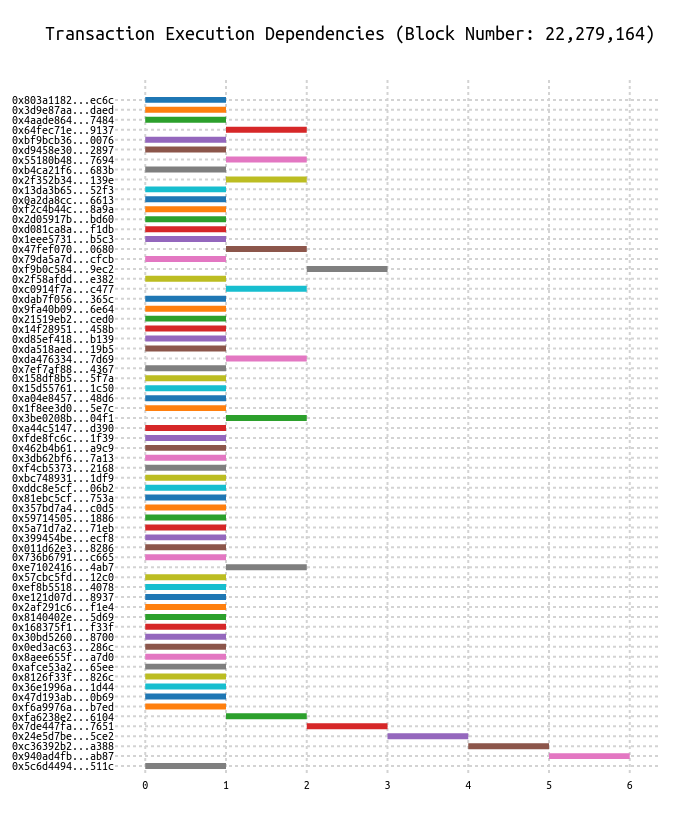 Transaction Execution Dependencies (Block Number: 22,279,164)
0x803a1182...ec6c
0x3d9e87aa...daed
0x4aade864...7484
0x64fec71e...9137
0xbf9bcb36...0076
0xd9458e30...2897
0x55180b48...7694
0xb4ca21f6...683b
0x2f352b34...139e
0x13da3b65...52f3
0x0a2da8cc...6613
0xf2c4b44c...8a9a
0x2d05917b...bd60
0xd081ca8a...f1db
0x1eee5731...b5c3
0x47fef070...0680
0x79da5a7d...cfcb
0xf9b0c584...9ec2
0x2f58afdd...e382
0xc0914f7a...c477
0xdab7f056...365c
0x9fa40b09...6e64
0x21519eb2...ced0
0x14f28951...458b
0xd85ef418...b139
0xda518aed...19b5
0xda476334...7d69
0x7ef7af88...4367
0x158df8b5...5f7a
0x15d55761...1c50
0xa04e8457...48d6
0x1f8ee3d0...5e7c
0x3be0208b...04f1
0xa44c5147...d390
0xfde8fc6c...1f39
0x462b4b61...a9c9
0x3db62bf6...7a13
0xf4cb5373...2168
0xbc748931...1df9
0xddc8e5cf...06b2
0x81ebc5cf...753a
0x357bd7a4...c0d5
0x59714505...1886
0x5a71d7a2...71eb
0x399454be...ecf8
0x011d62e3...8286
0x736b6791...c665
0xe7102416...4ab7
0x57cbc5fd...12c0
0xef8b5518...4078
0xe121d07d...8937
0x2af291c6...f1e4
0x8140402e...5d69
0x168375f1...f33f
0x30bd5260...8700
0x0ed3ac63...286c
0x8aee655f...a7d0
0xafce53a2...65ee
0x8126f33f...826c
0x36e1996a...1d44
0x47d193ab...0b69
0xf6a9976a...b7ed
0xfa6238e2...6104
0x7de447fa...7651
0x24e5d7be...5ce2
0xc36392b2...a388
0x940ad4fb...ab87
0x5c6d4494...511c
0 1 2 3 4 5 6